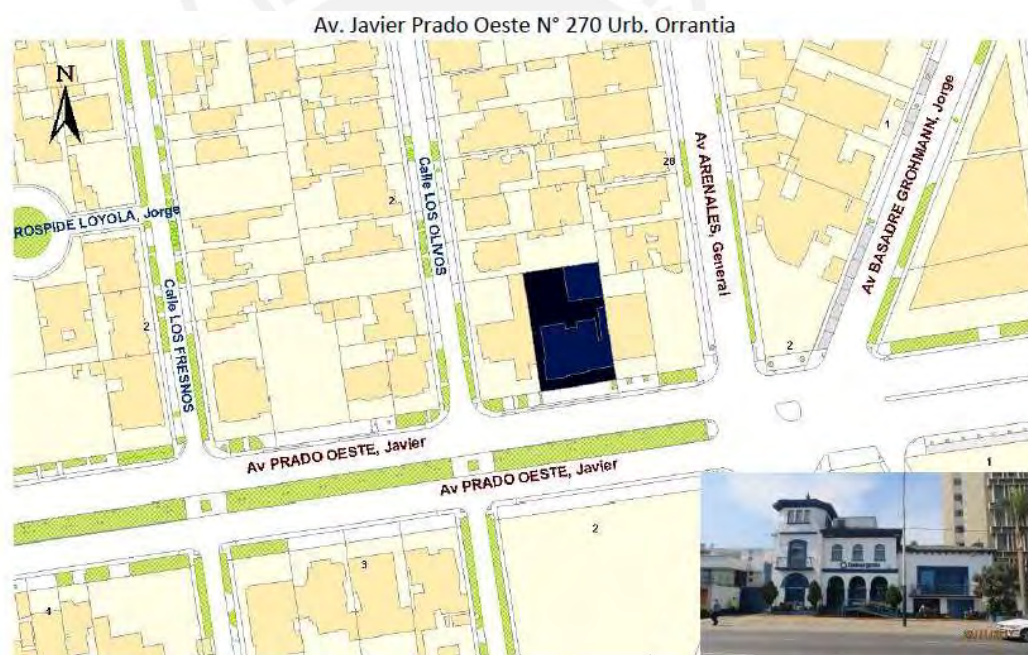 Av. Javier Prado Oeste N° 270 Urb. Orrantia
N
1
Av BASADRE GROHMANN, Jorge
28
Av ARENALES, General
Calle LOS OLIVOS
2
ROSPIDE LOYOLA, Jorge
Calle LOS FRESNOS
2
2
Av PRADO OESTE, Javier
Av PRADO OESTE, Javier
1
2
3
4
Interbank